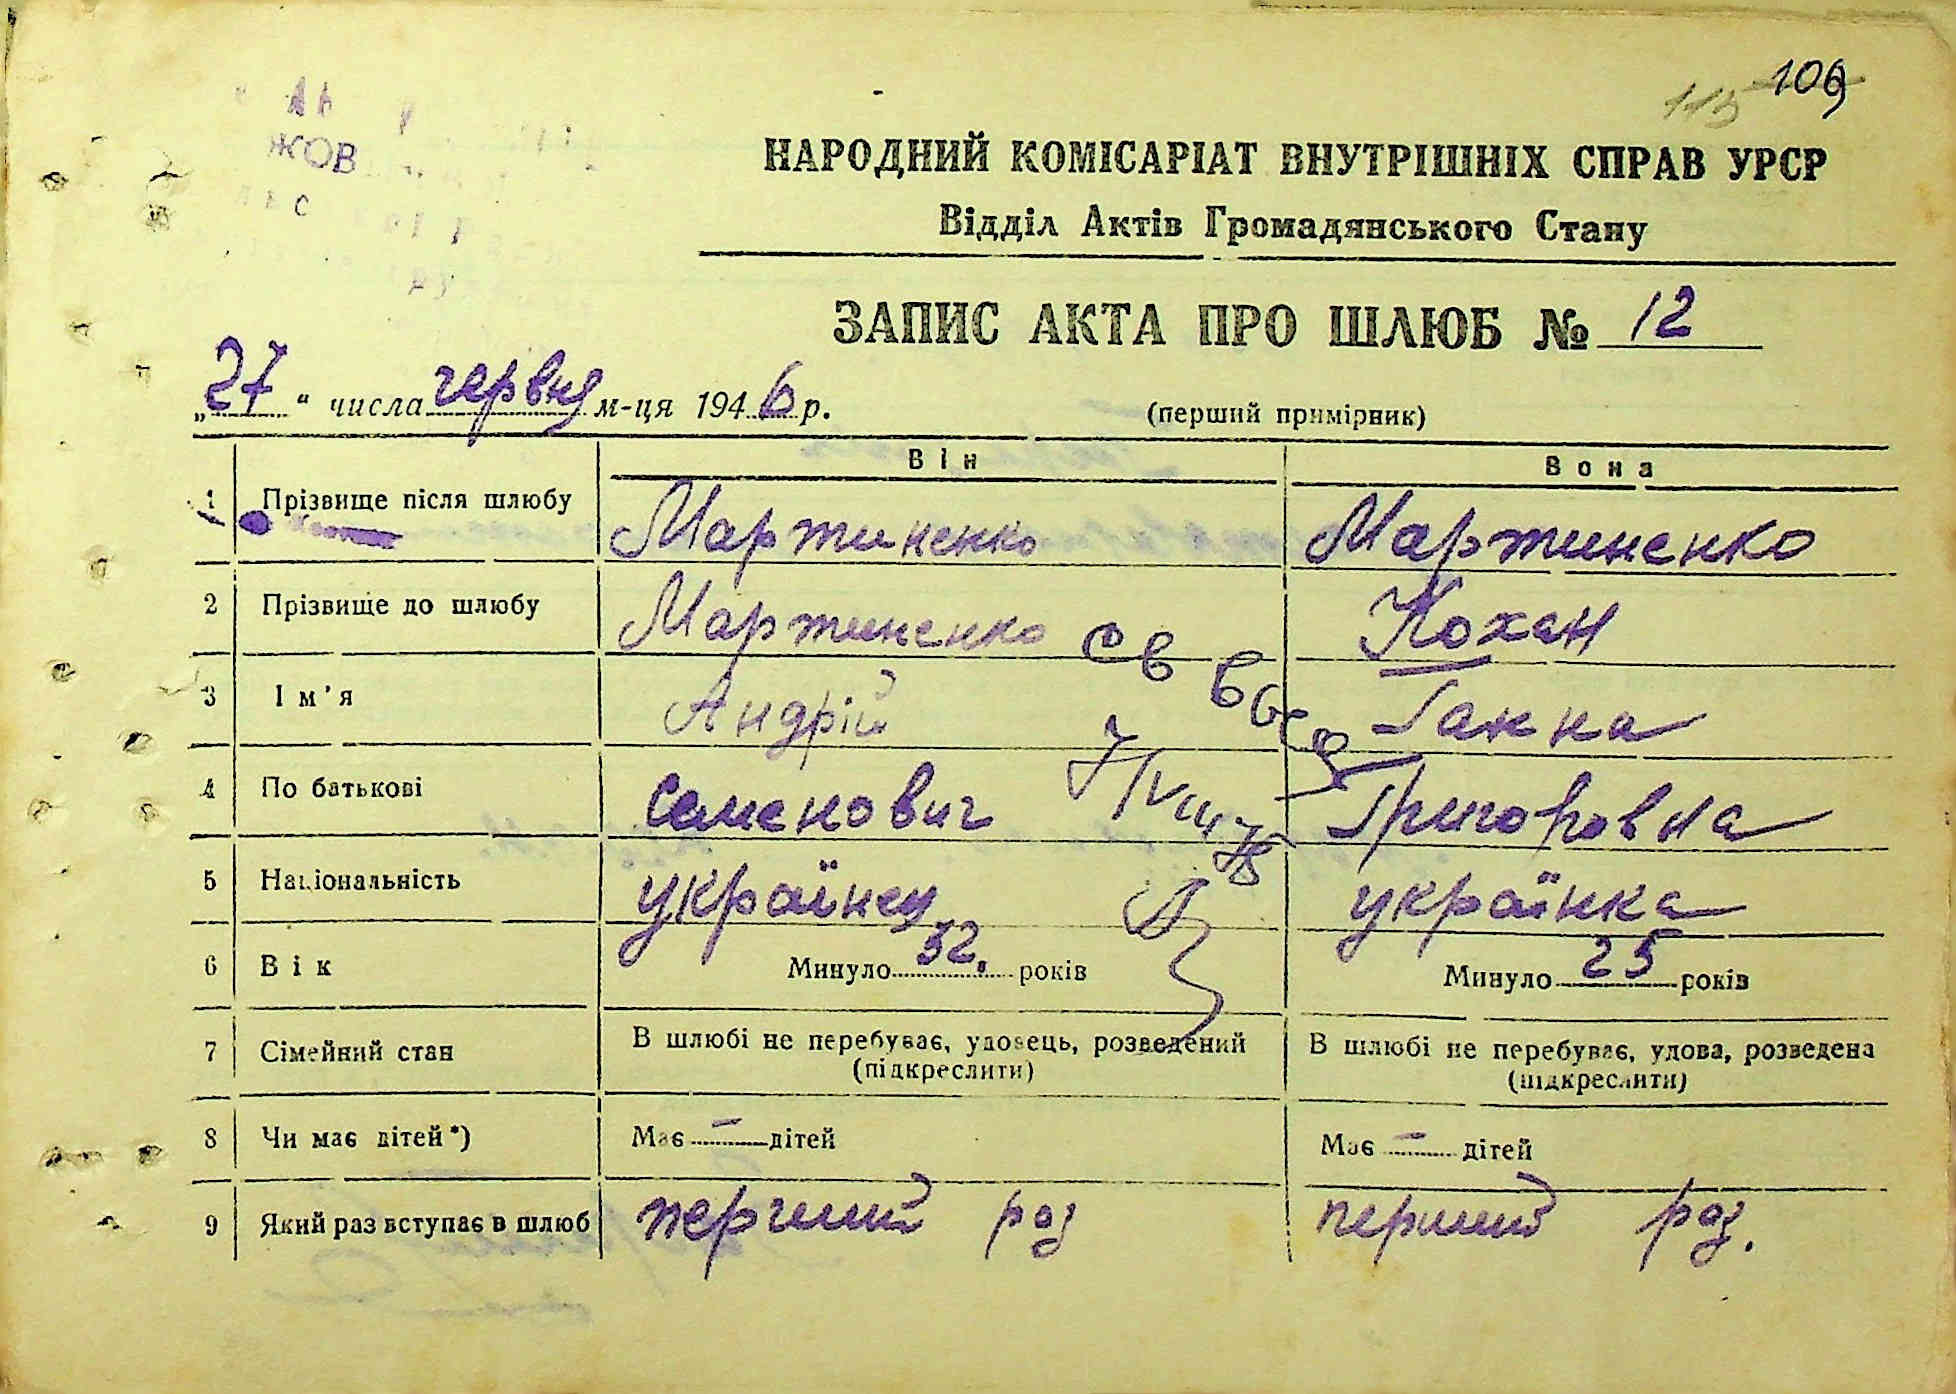 109
115
ЖОВ
НАРОДНИЙ КОМІСАРІАТ ВНУТРІШНІХ СПРАВ УРСР
Відділ Актів Громадянського Стану
ЗАПИС АКТА ПРО ШЛЮБ № 12
„27“ числа червня м-ця 1946 р.
(перший примірник)
Він Вона
1 Прізвище після шлюбу Мартиненко Мартиненко
2 Прізвище до шлюбу Мартиненко Кохан
3 Ім'я Андрій Ганна
4 По батькові Семенович Григоровна
5 Національність українец українка
6 Вік Минуло 32. років Минуло 25 років
7 Сімейний стан В шлюбі не перебуває, удовець, розведений В шлюбі не перебуває, удова, розведена
(підкреслити) (підкреслити)
8 Чи має дітей*) Має — дітей Має — дітей
9 Який раз вступає в шлюб перший раз перший раз.